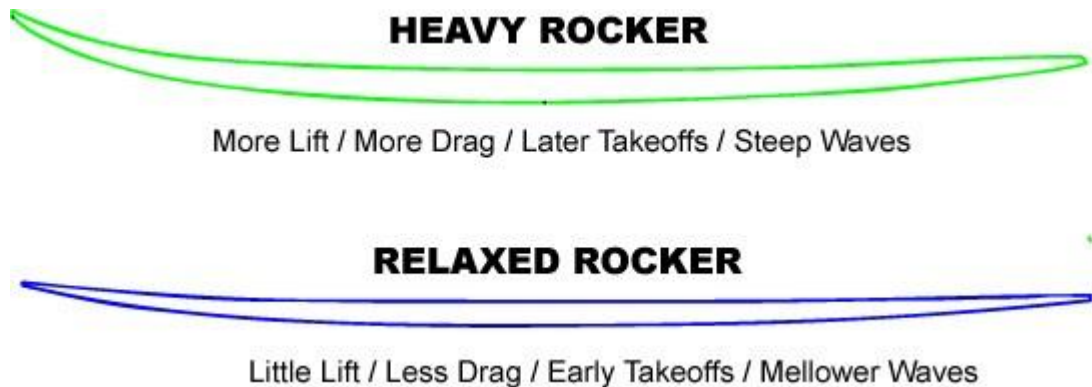 HEAVY ROCKER
More Lift / More Drag / Later Takeoffs / Steep Waves
RELAXED ROCKER
Little Lift / Less Drag / Early Takeoffs / Mellower Waves